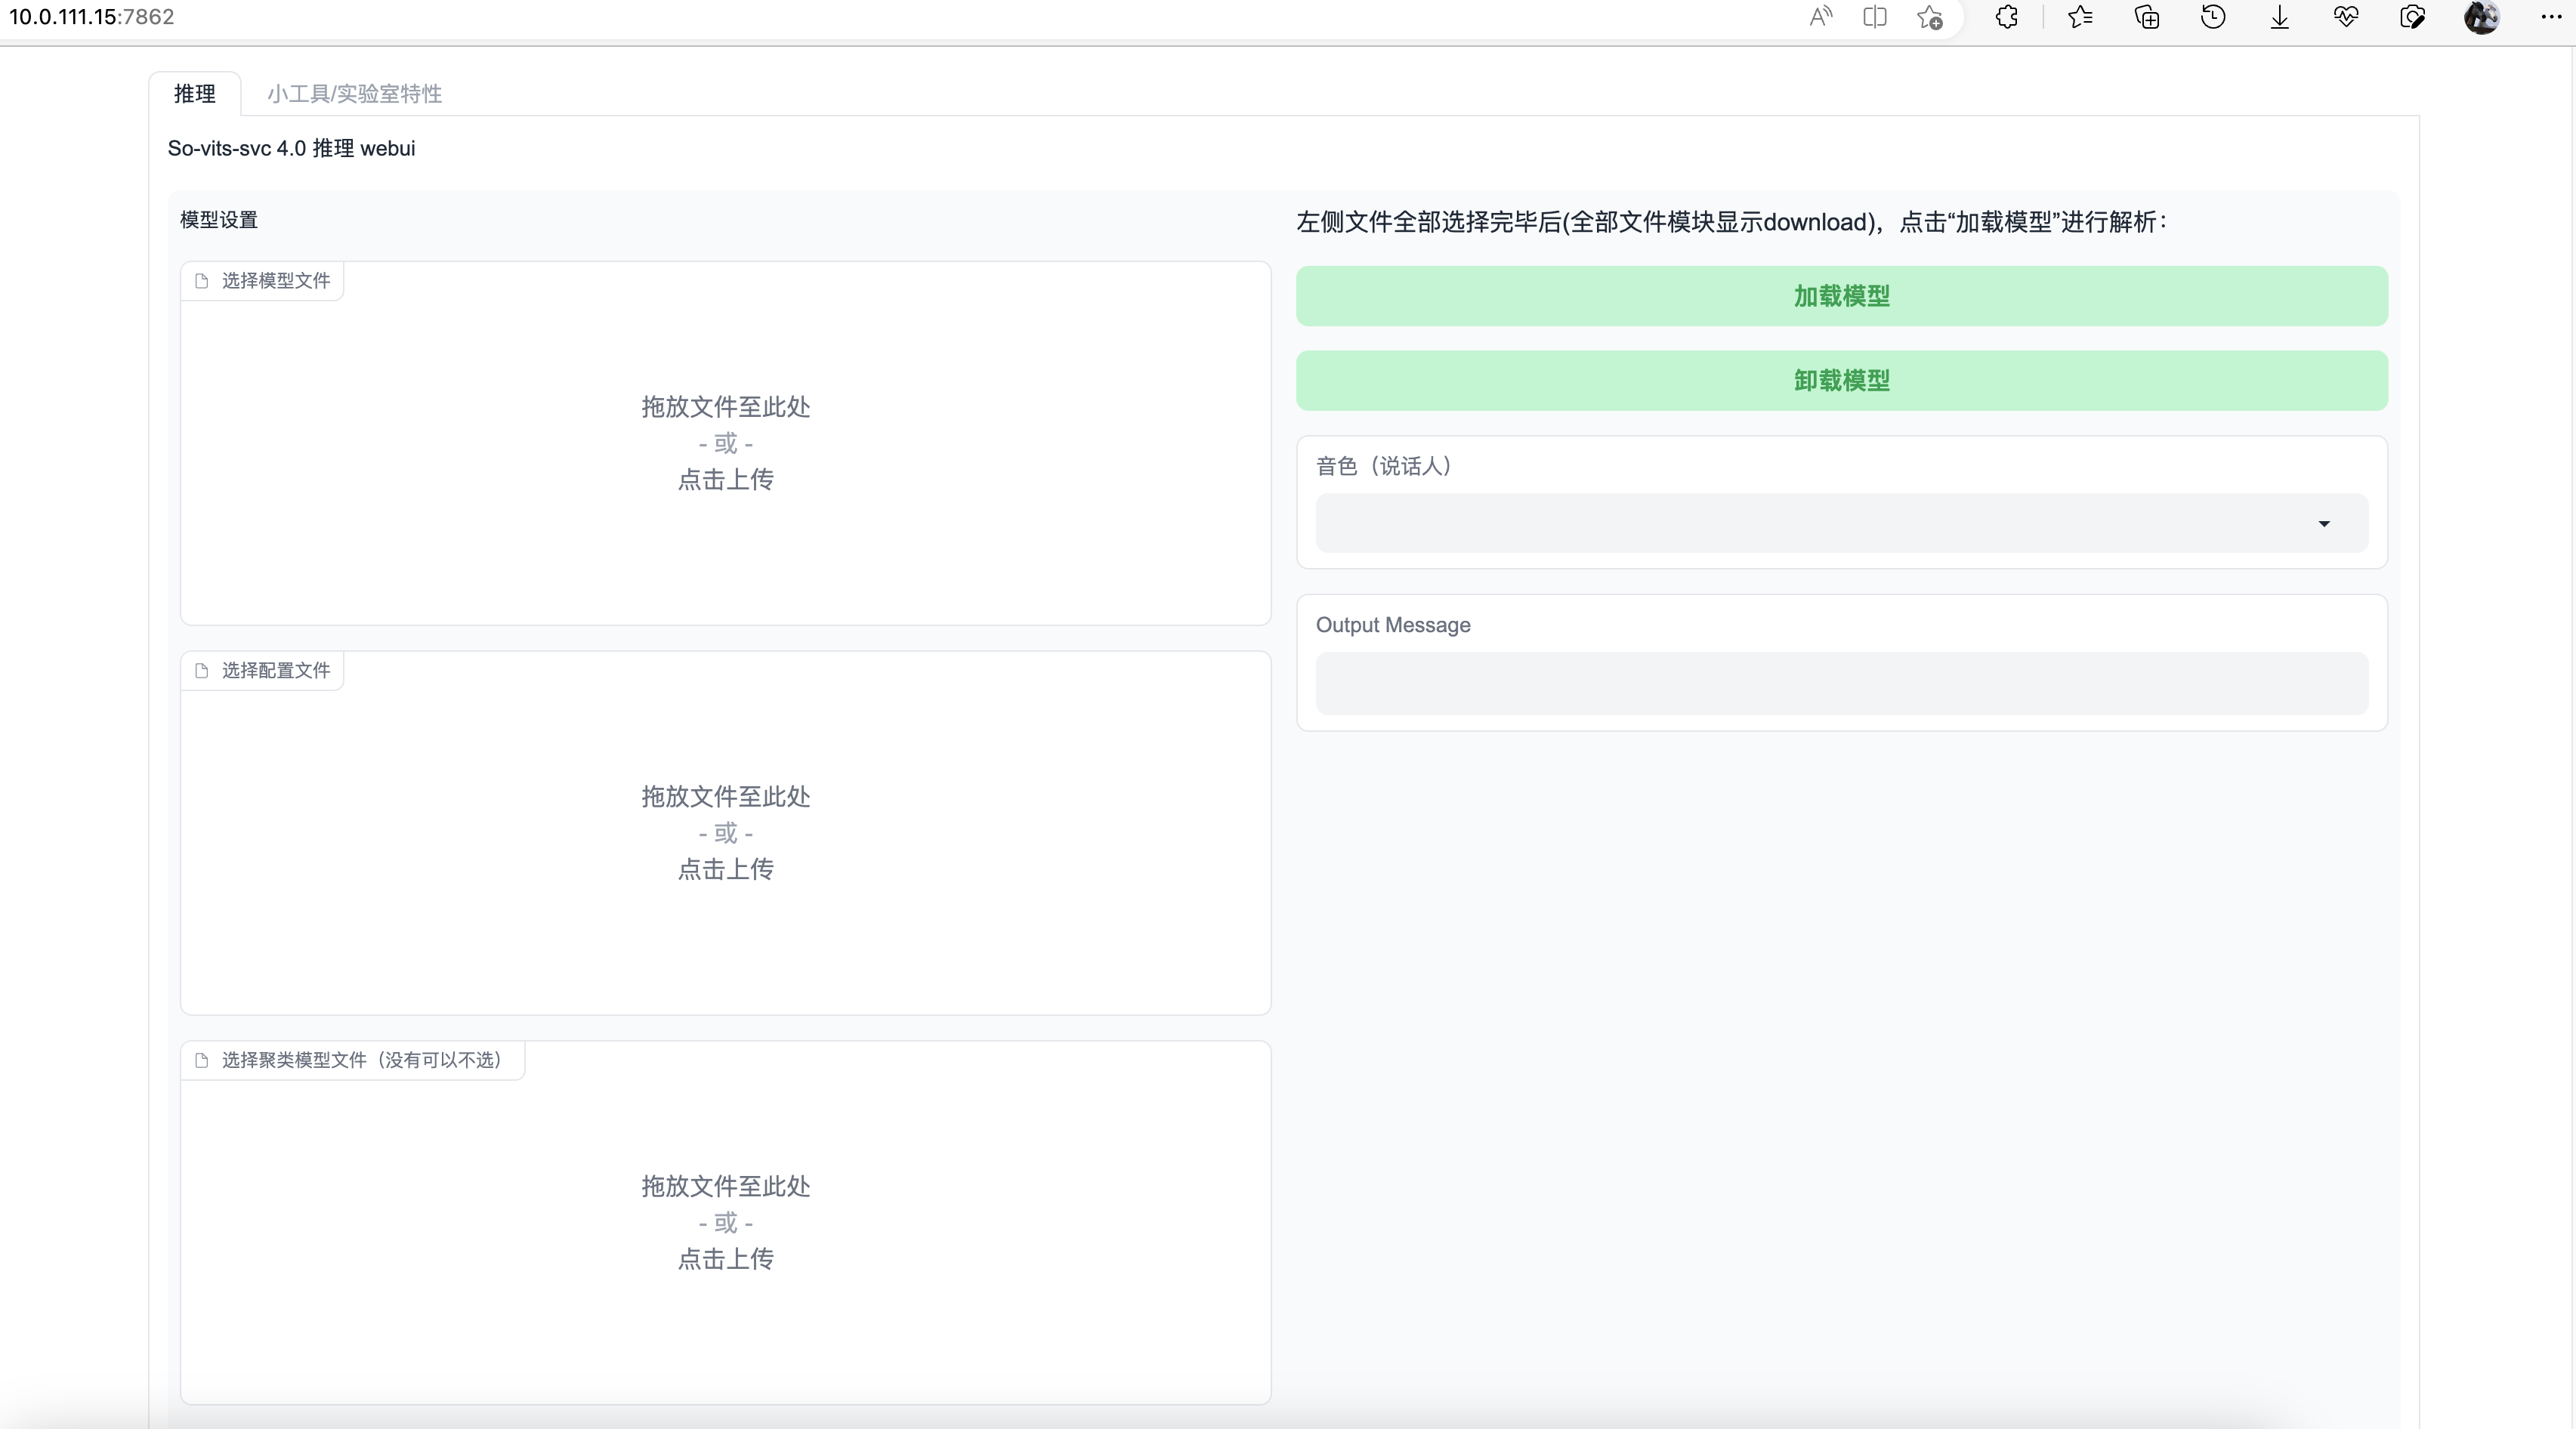 10.0.111.15:7862
推理
小工具/实验室特性
So-vits-svc 4.0 推理 webui
模型设置
选择模型文件
拖放文件至此处
- 或 -
点击上传
选择配置文件
拖放文件至此处
- 或 -
点击上传
选择聚类模型文件（没有可以不选）
拖放文件至此处
- 或 -
点击上传
左侧文件全部选择完毕后(全部文件模块显示download)，点击“加载模型”进行解析：
加载模型
卸载模型
音色（说话人）
Output Message